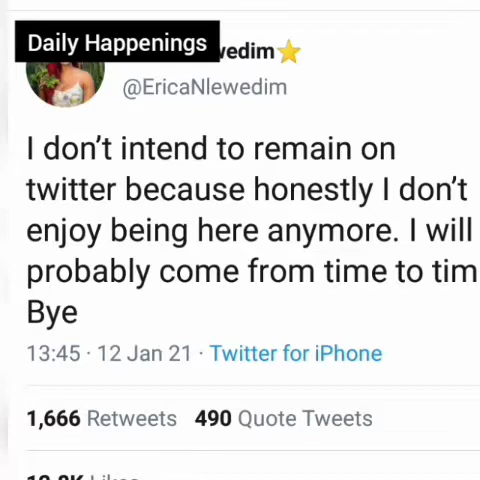 Daily Happenings
wedim⭐
@EricaNlewedim
I don't intend to remain on
twitter because honestly I don't
enjoy being here anymore. I will
probably come from time to tim
Bye
13:45 · 12 Jan 21 · Twitter for iPhone
1,666 Retweets 490 Quote Tweets
Likes